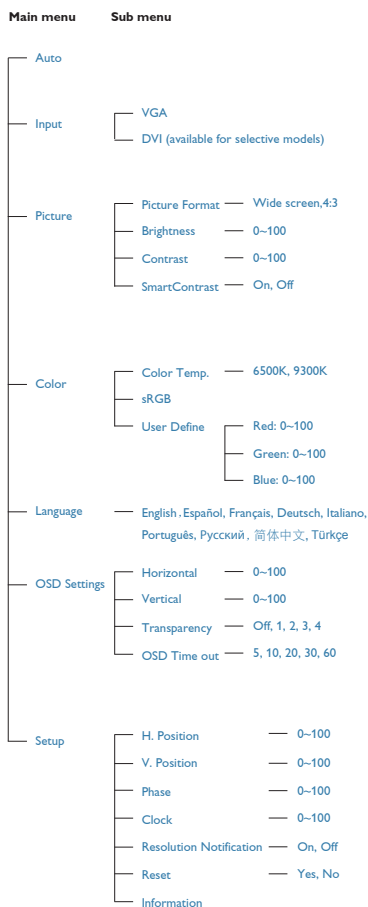 Main menu Sub menu
Auto
Input
VGA
DVI (available for selective models)
Picture
Picture Format Wide screen,4:3
Brightness 0~100
Contrast 0~100
SmartContrast On, Off
Color
Color Temp. 6500K, 9300K
sRGB
User Define Red: 0~100
Green: 0~100
Blue: 0~100
Language English, Español, Français, Deutsch, Italiano,
Português, Русский, 简体中文, Türkçe
OSD Settings
Horizontal 0~100
Vertical 0~100
Transparency Off, 1, 2, 3, 4
OSD Time out 5, 10, 20, 30, 60
Setup
H. Position 0~100
V. Position 0~100
Phase 0~100
Clock 0~100
Resolution Notification On, Off
Reset Yes, No
Information